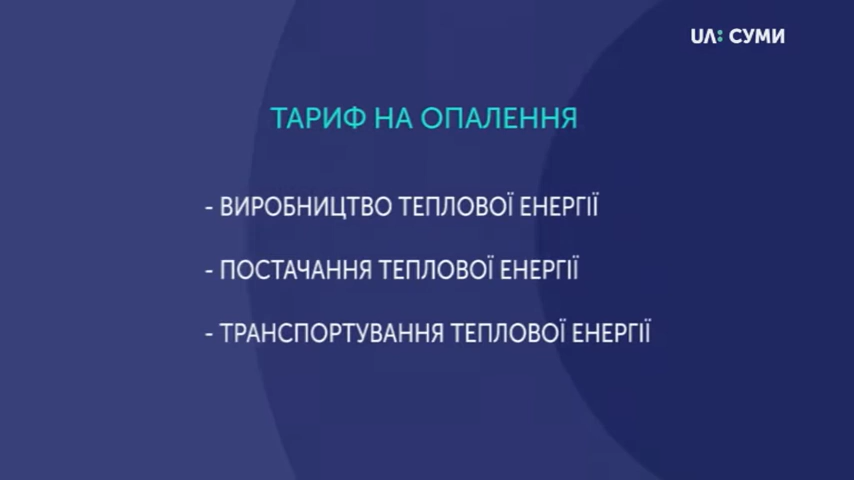 UA: СУМИ
ТАРИФ НА ОПАЛЕННЯ
- ВИРОБНИЦТВО ТЕПЛОВОЇ ЕНЕРГІЇ
- ПОСТАЧАННЯ ТЕПЛОВОЇ ЕНЕРГІЇ
- ТРАНСПОРТУВАННЯ ТЕПЛОВОЇ ЕНЕРГІЇ